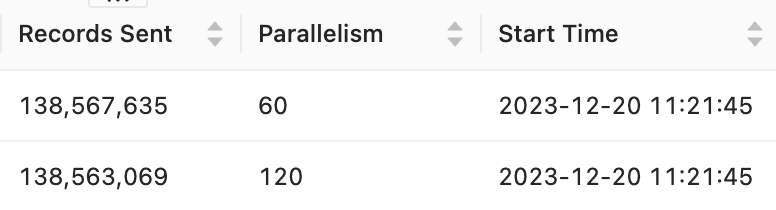 Records Sent Parallelism Start Time
138,567,635 60 2023-12-20 11:21:45
138,563,069 120 2023-12-20 11:21:45